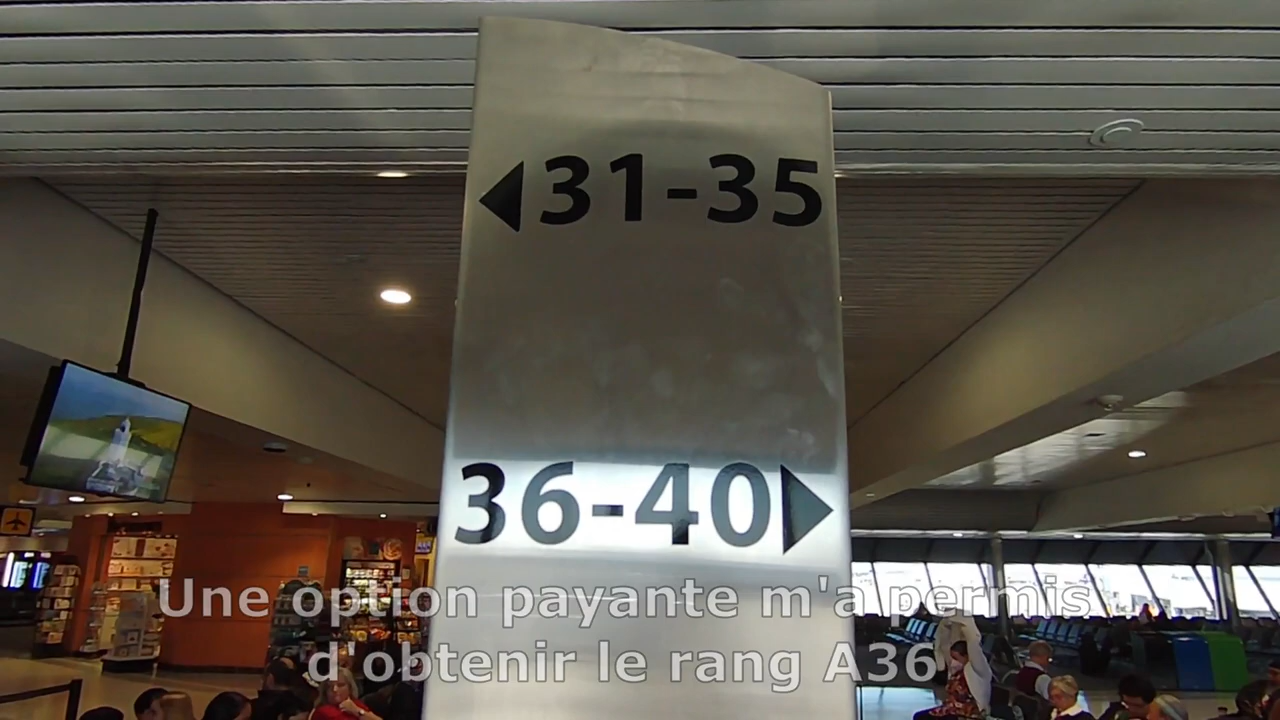 ◀31-35
36-40▶
Une option payante m'a permis
d'obtenir le rang A36